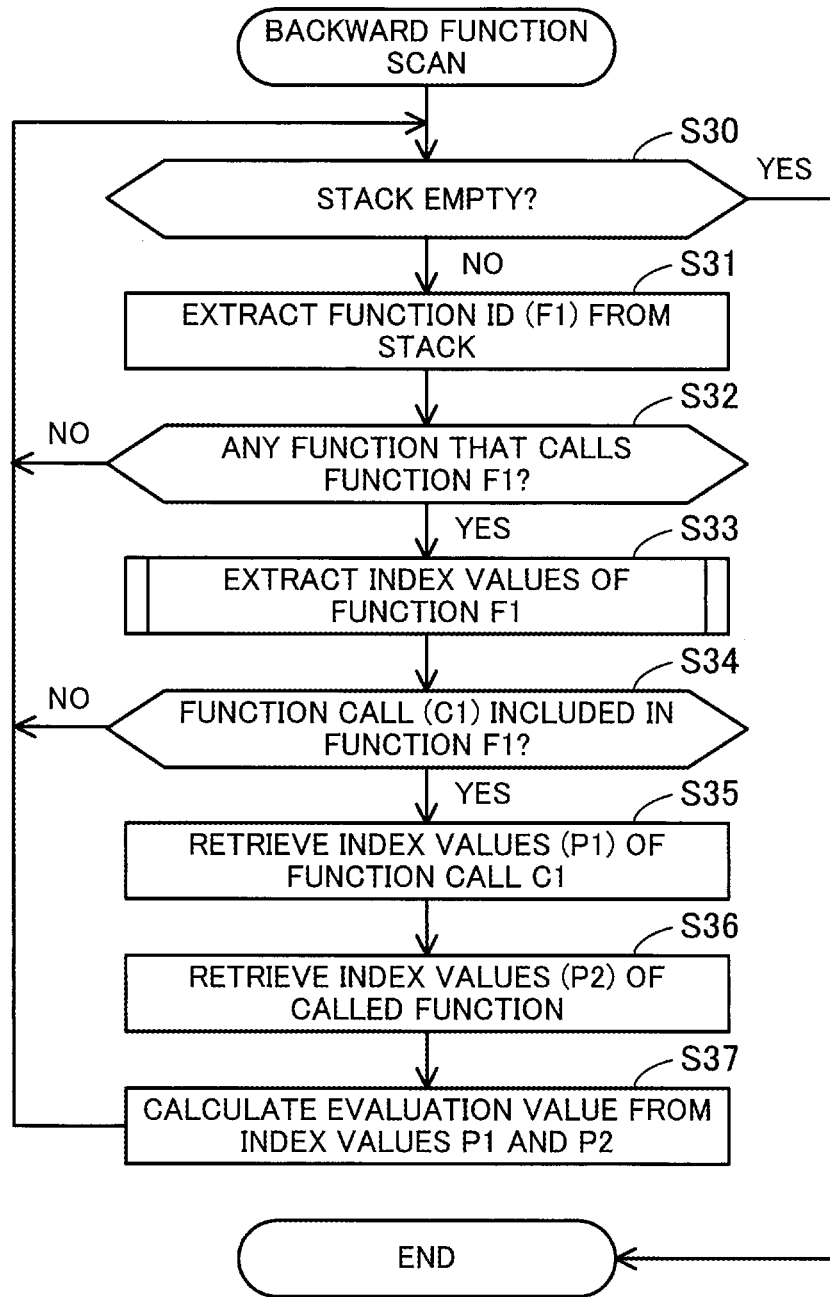 BACKWARD FUNCTION
SCAN
S30
YES
STACK EMPTY?
NO
S31
EXTRACT FUNCTION ID (F1) FROM
STACK
S32
NO
ANY FUNCTION THAT CALLS
FUNCTION F1?
YES
S33
EXTRACT INDEX VALUES OF
FUNCTION F1
S34
NO
FUNCTION CALL (C1) INCLUDED IN
FUNCTION F1?
YES
S35
RETRIEVE INDEX VALUES (P1) OF
FUNCTION CALL C1
S36
RETRIEVE INDEX VALUES (P2) OF
CALLED FUNCTION
S37
CALCULATE EVALUATION VALUE FROM
INDEX VALUES P1 AND P2
END